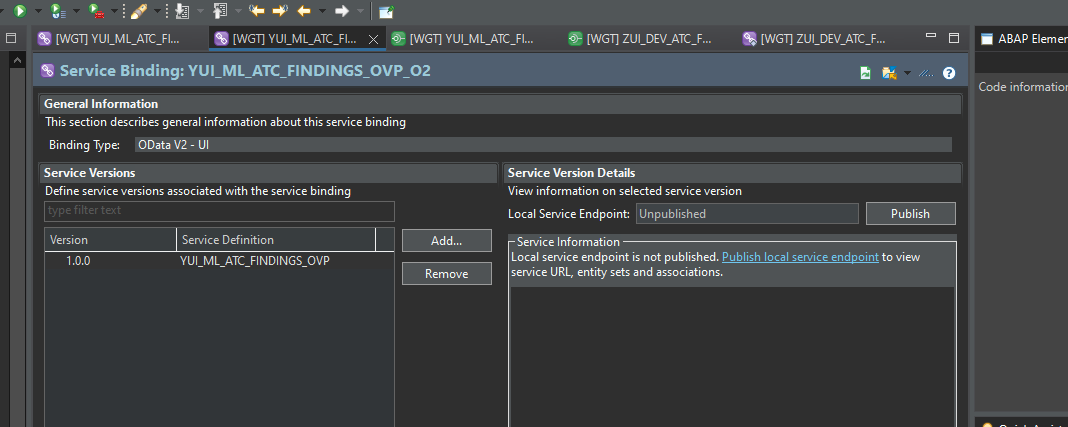 [WGT] YUI_ML_ATC_FI...
[WGT] YUI_ML_ATC_FI...
[WGT] YUI_ML_ATC_FI...
[WGT] ZUI_DEV_ATC_F...
[WGT] ZUI_DEV_ATC_F...
ABAP Elemen
Service Binding: YUI_ML_ATC_FINDINGS_OVP_O2
Code information
General Information
This section describes general information about this service binding
Binding Type: OData V2 - UI
Service Versions
Define service versions associated with the service binding
type filter text
Version Service Definition
1.0.0 YUI_ML_ATC_FINDINGS_OVP
Add...
Remove
Service Version Details
View information on selected service version
Local Service Endpoint: Unpublished Publish
Service Information
Local service endpoint is not published. Publish local service endpoint to view
service URL, entity sets and associations.